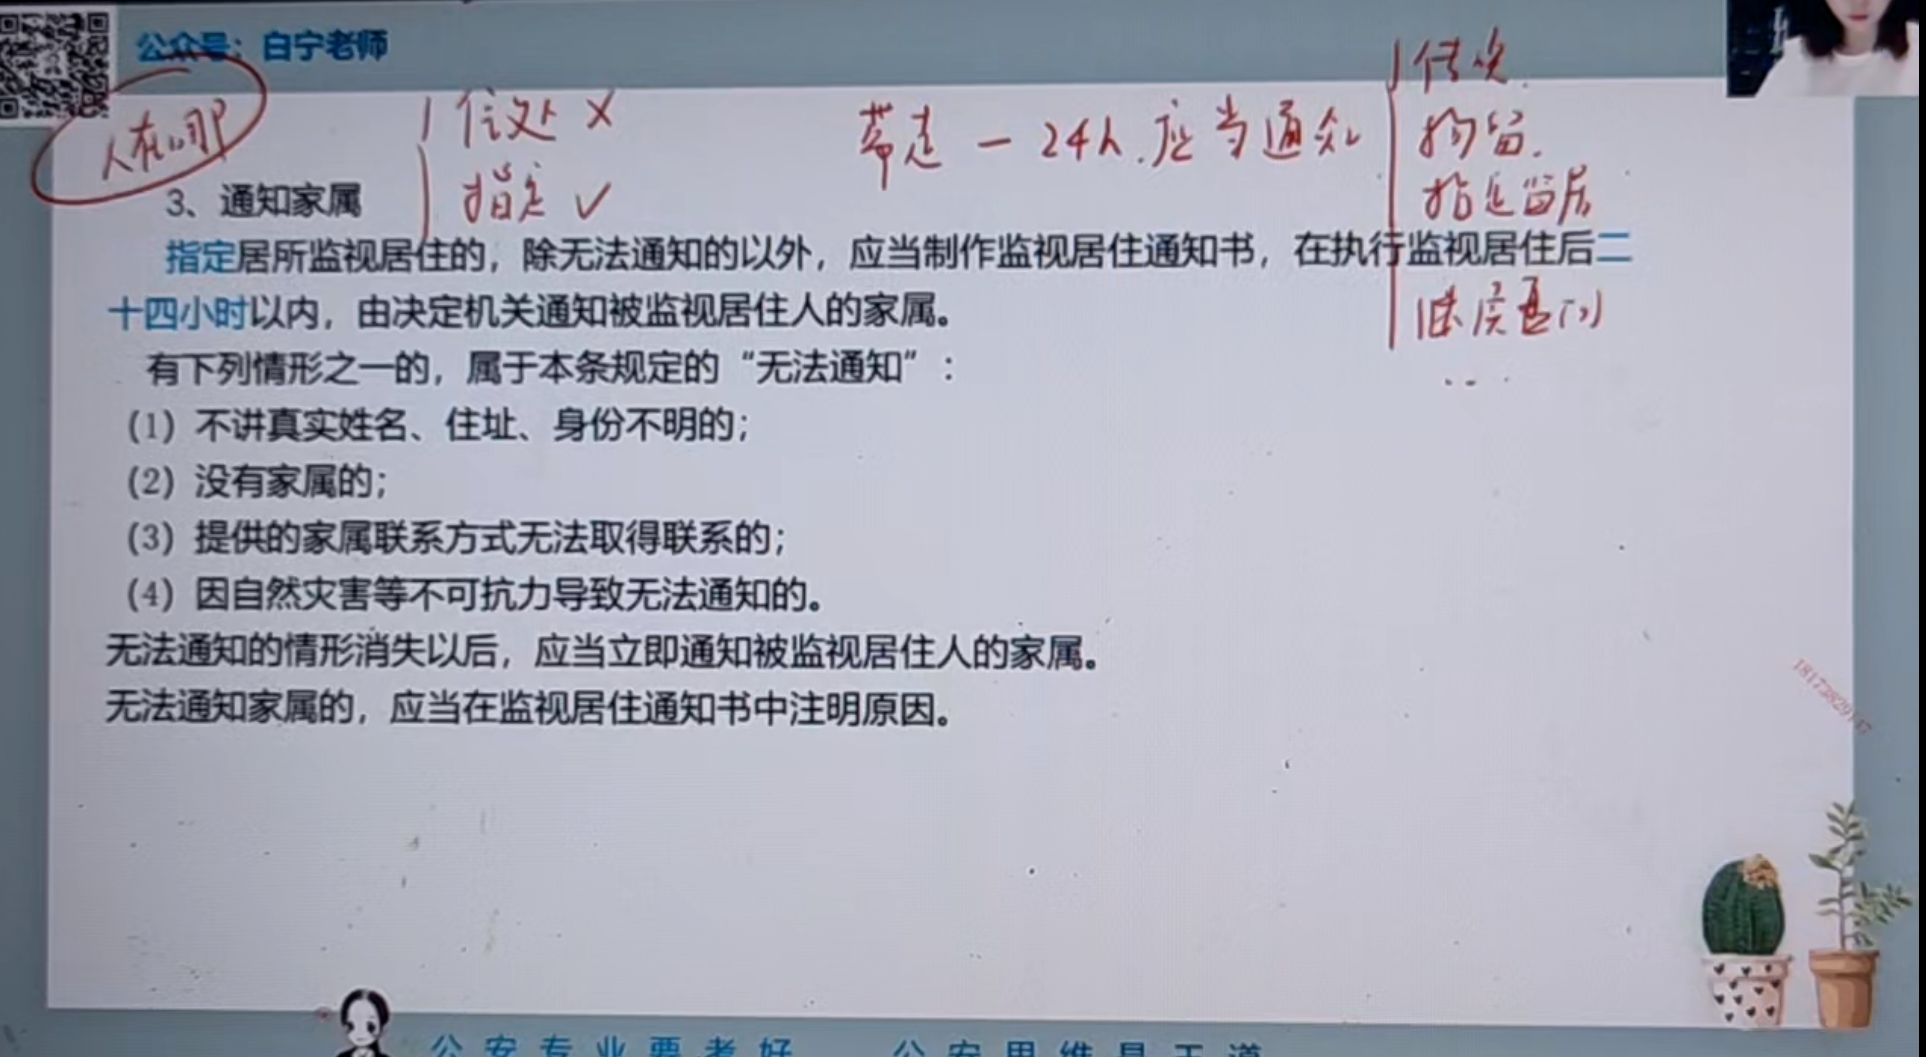 公众号：白宁老师
人在哪
住处 ×
指定 ✓
带走 — 24h.应当通知
传唤.
拘留.
指定监居
继续盘问
....
3、通知家属
指定居所监视居住的，除无法通知的以外，应当制作监视居住通知书，在执行监视居住后二
十四小时以内，由决定机关通知被监视居住人的家属。
有下列情形之一的，属于本条规定的“无法通知”：
（1）不讲真实姓名、住址、身份不明的；
（2）没有家属的；
（3）提供的家属联系方式无法取得联系的；
（4）因自然灾害等不可抗力导致无法通知的。
无法通知的情形消失以后，应当立即通知被监视居住人的家属。
无法通知家属的，应当在监视居住通知书中注明原因。
公安专业要考好 公安思维是王道